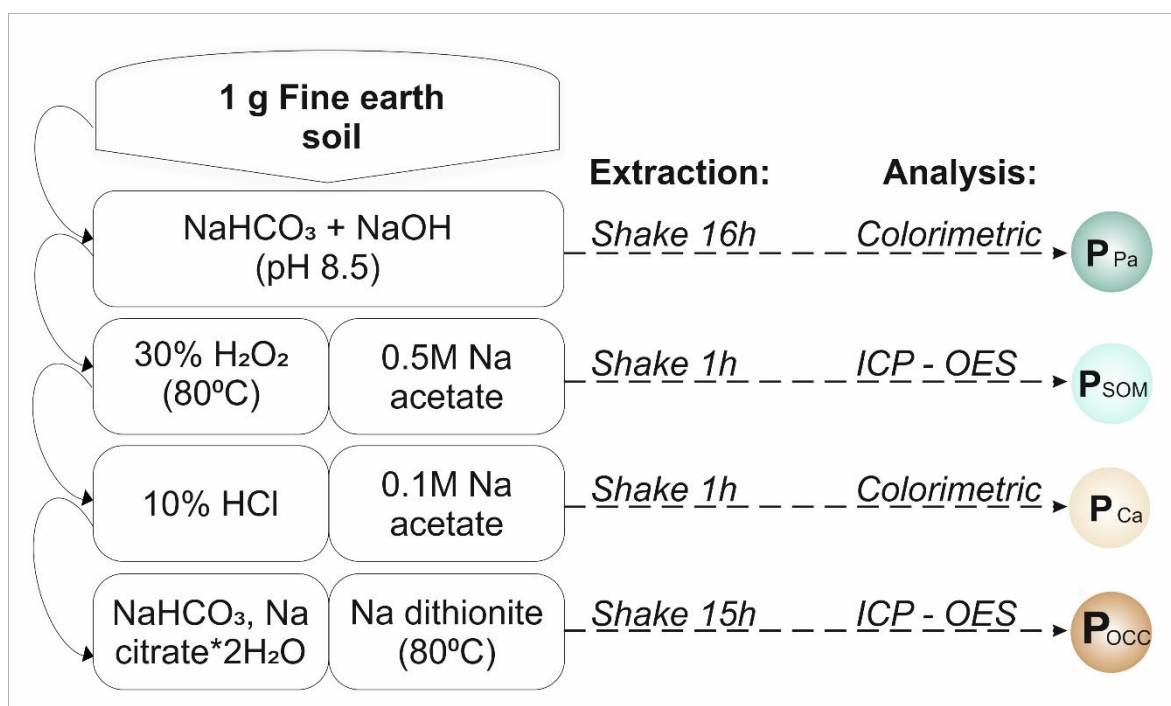 1 g Fine earth
soil
Extraction:
Analysis:
NaHCO₃ + NaOH
(pH 8.5)
Shake 16h
Colorimetric
P Pa
30% H₂O₂
(80ºC)
0.5M Na
acetate
Shake 1h
ICP - OES
PSOM
10% HCl
0.1M Na
acetate
Shake 1h
Colorimetric
P Ca
NaHCO₃, Na
citrate*2H₂O
Na dithionite
(80ºC)
Shake 15h
ICP - OES
POCC